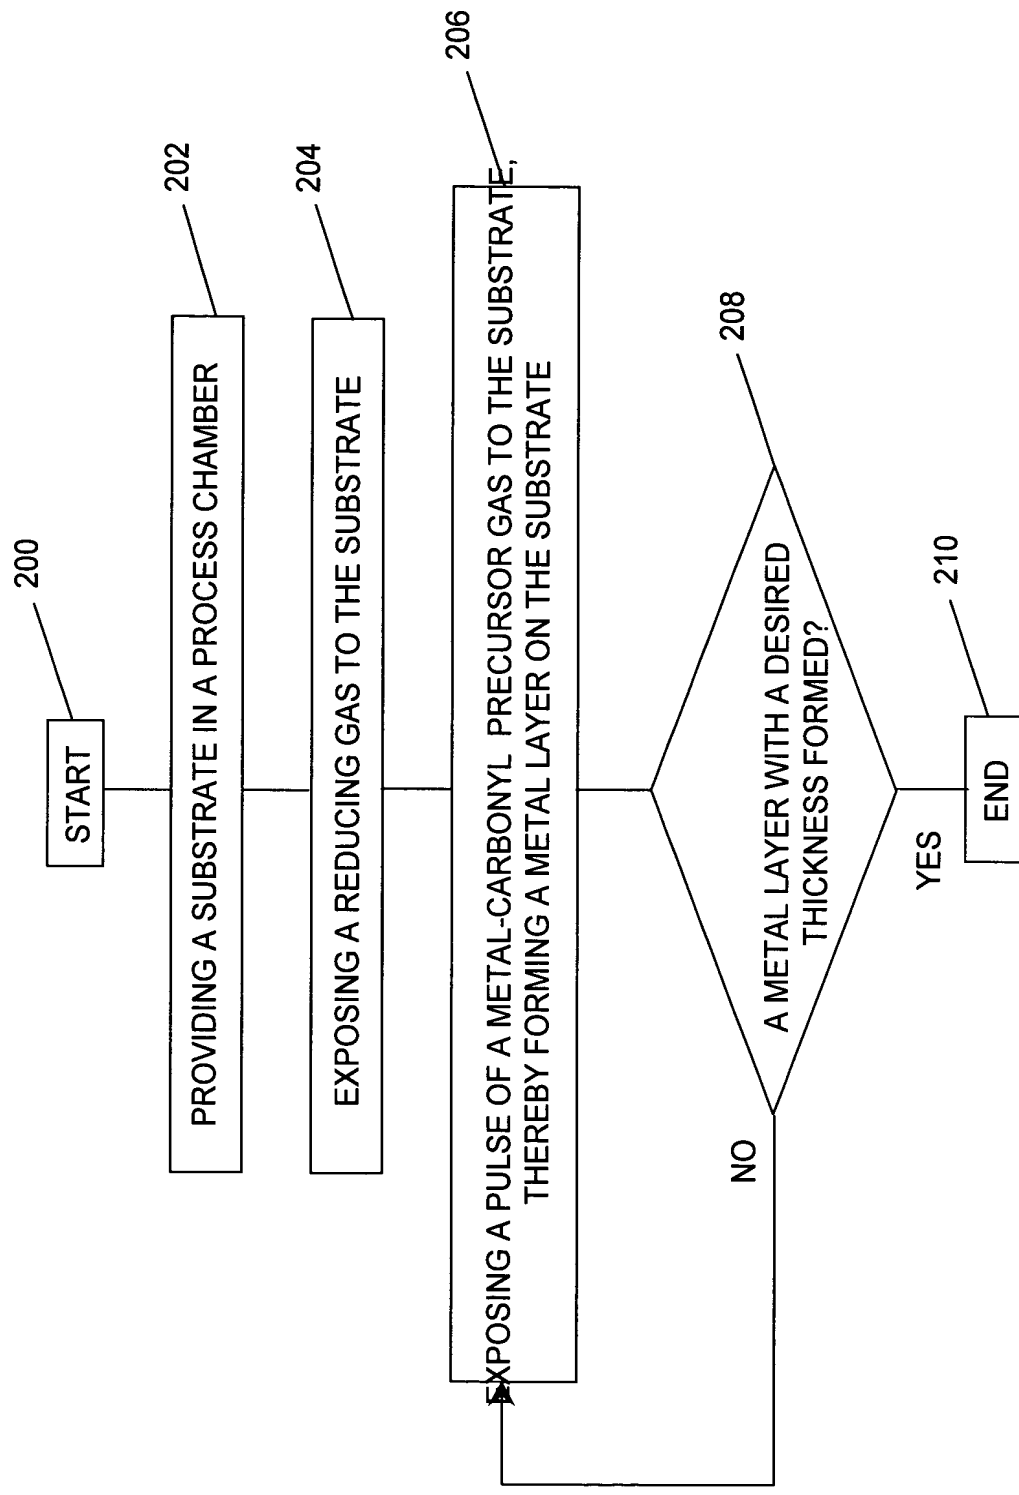 200
START
202
PROVIDING A SUBSTRATE IN A PROCESS CHAMBER
204
EXPOSING A REDUCING GAS TO THE SUBSTRATE
206
EXPOSING A PULSE OF A METAL-CARBONYL PRECURSOR GAS TO THE SUBSTRATE,
THEREBY FORMING A METAL LAYER ON THE SUBSTRATE
208
A METAL LAYER WITH A DESIRED
THICKNESS FORMED?
NO
YES
210
END